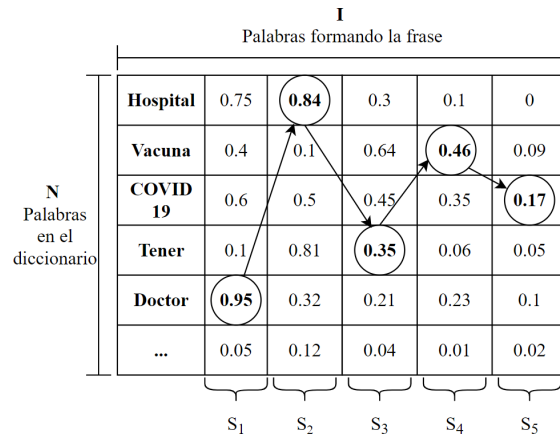 I
Palabras formando la frase
N
Palabras
en el
diccionario
Hospital 0.75 0.84 0.3 0.1 0
Vacuna 0.4 0.1 0.64 0.46 0.09
COVID
19 0.6 0.5 0.45 0.35 0.17
Tener 0.1 0.81 0.35 0.06 0.05
Doctor 0.95 0.32 0.21 0.23 0.1
... 0.05 0.12 0.04 0.01 0.02
S1 S2 S3 S4 S5